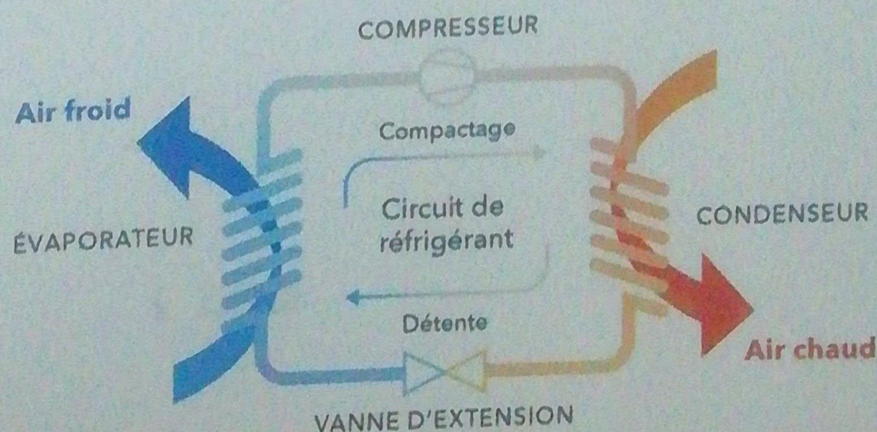 COMPRESSEUR
Air froid
Compactage
Circuit de
réfrigérant
ÉVAPORATEUR
CONDENSEUR
Détente
Air chaud
VANNE D'EXTENSION